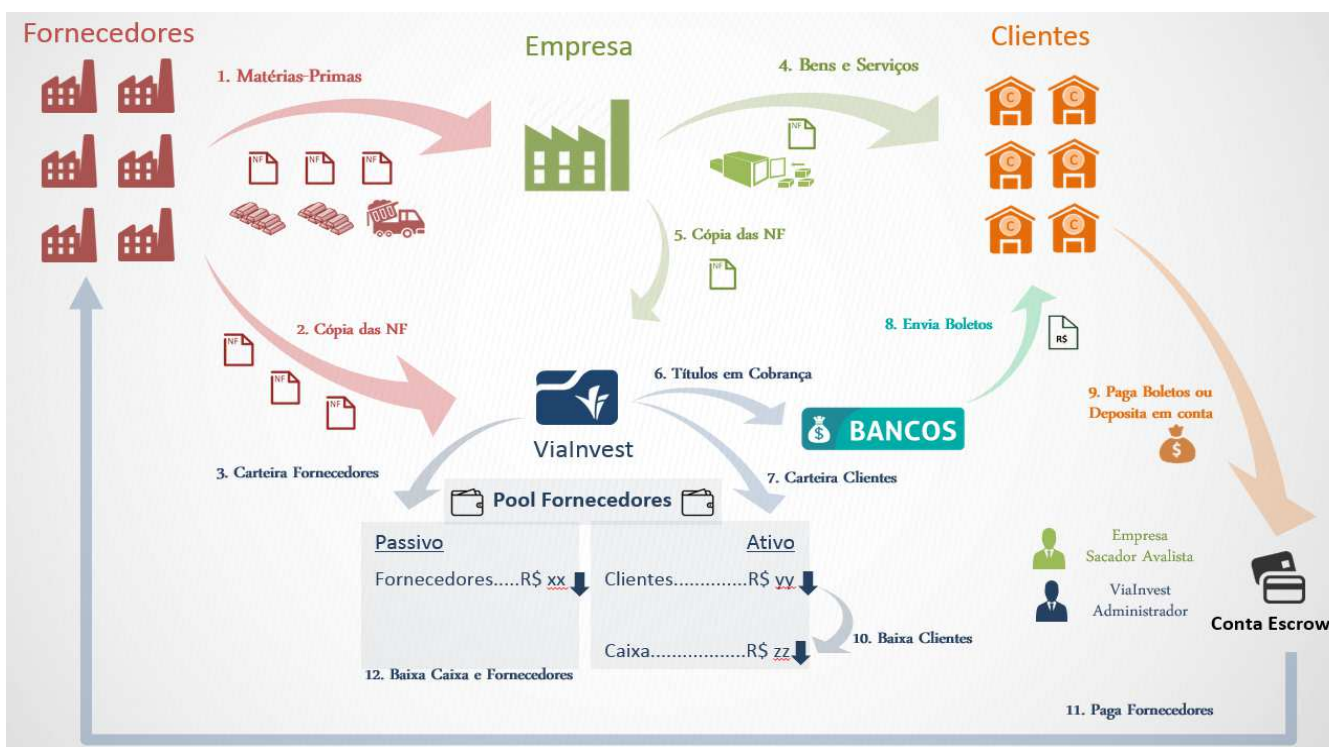 Fornecedores
Empresa
Clientes
1. Matérias-Primas
4. Bens e Serviços
NF
NF
NF
NF
C
C
C
C
C
C
5. Cópia das NF
NF
2. Cópia das NF
NF
NF
NF
8. Envia Boletos
R$
6. Títulos em Cobrança
9. Paga Boletos ou
Deposita em conta
$
$ BANCOS
ViaInvest
3. Carteira Fornecedores
7. Carteira Clientes
Pool Fornecedores
Passivo
Ativo
Fornecedores.....R$ xx
Clientes..............R$ yy
Caixa..................R$ zz
10. Baixa Clientes
12. Baixa Caixa e Fornecedores
Empresa
Sacador Avalista
ViaInvest
Administrador
Conta Escrow
11. Paga Fornecedores